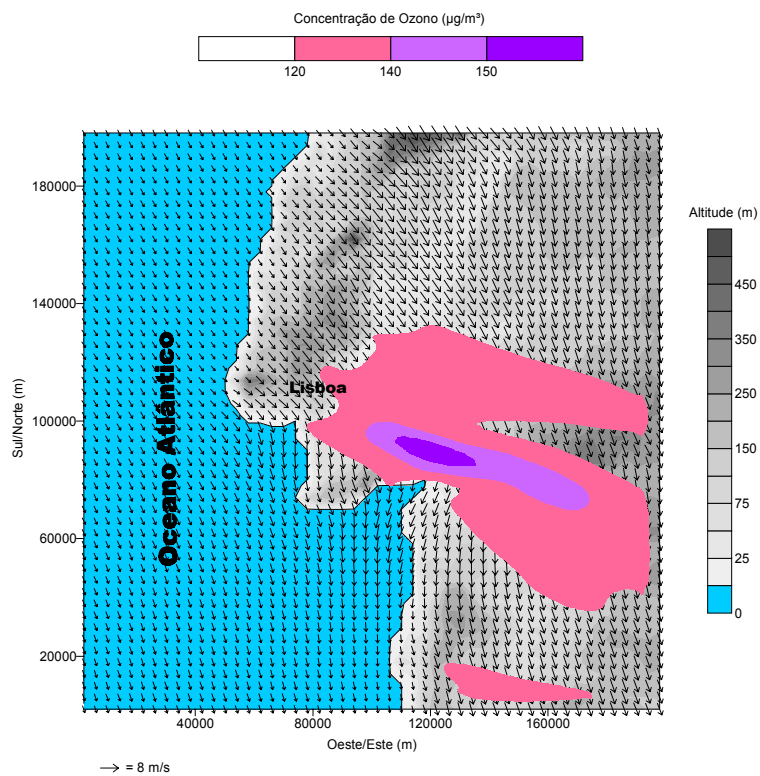 Concentração de Ozono (µg/m³)
120 140 150
180000
140000
100000
60000
20000
Sul/Norte (m)
Oceano Atlântico
Lisboa
Altitude (m)
450
350
250
150
75
25
0
40000 80000 120000 160000
Oeste/Este (m)
= 8 m/s